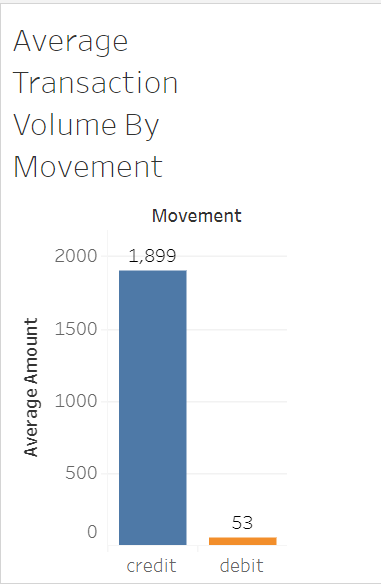 Average
Transaction
Volume By
Movement
Movement
2000
1,899
1500
1000
500
0
53
Average Amount
credit debit